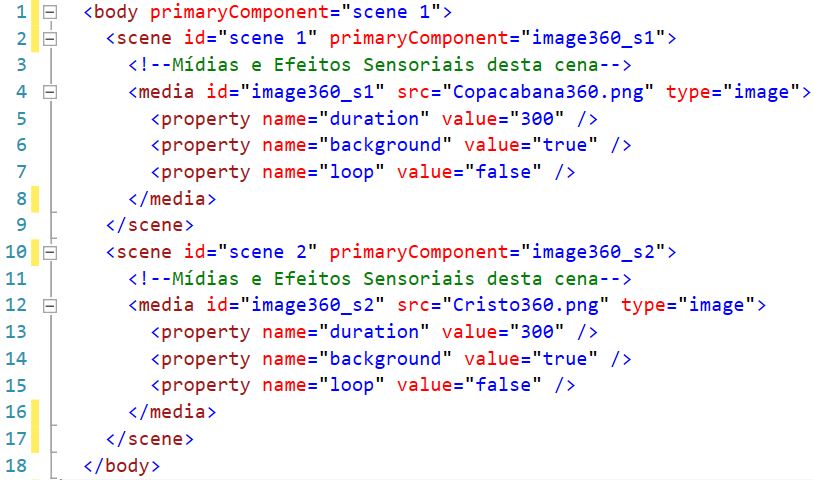 1 <body primaryComponent="scene 1">
2 <scene id="scene 1" primaryComponent="image360_s1">
3 <!--Mídias e Efeitos Sensoriais desta cena-->
4 <media id="image360_s1" src="Copacabana360.png" type="image">
5 <property name="duration" value="300" />
6 <property name="background" value="true" />
7 <property name="loop" value="false" />
8 </media>
9 </scene>
10 <scene id="scene 2" primaryComponent="image360_s2">
11 <!--Mídias e Efeitos Sensoriais desta cena-->
12 <media id="image360_s2" src="Cristo360.png" type="image">
13 <property name="duration" value="300" />
14 <property name="background" value="true" />
15 <property name="loop" value="false" />
16 </media>
17 </scene>
18 </body>